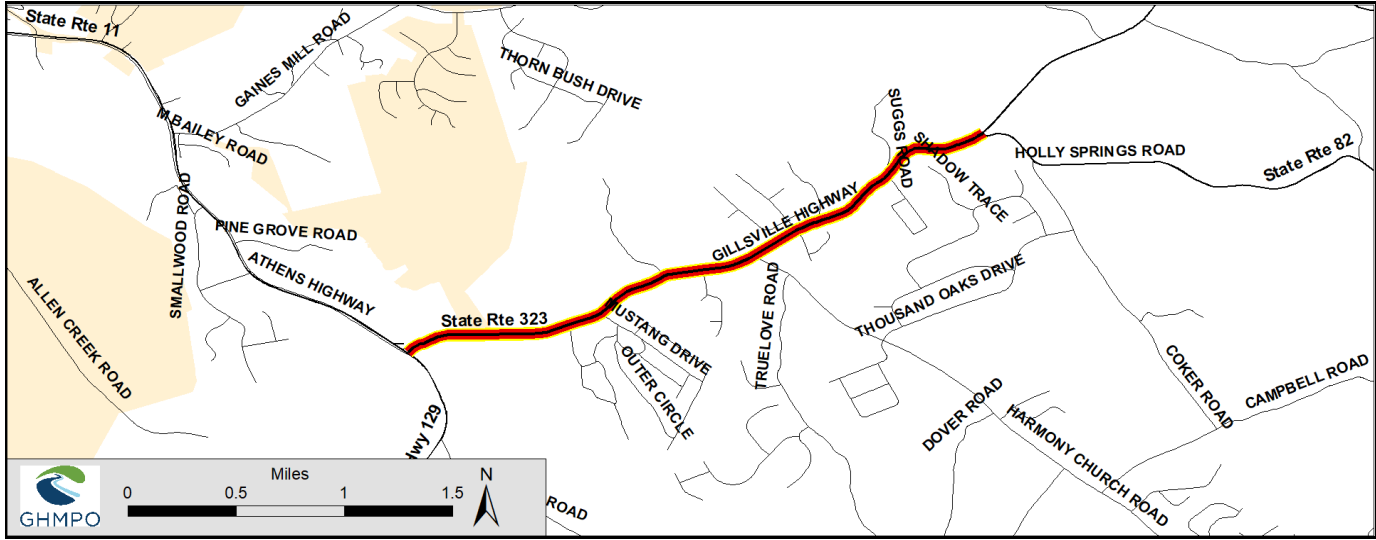 State Rte 11
GAINES MILL ROAD
THORN BUSH DRIVE
M.BAILEY ROAD
SUGGS ROAD
SHADOW TRACE
HOLLY SPRINGS ROAD
State Rte 82
SMALLWOOD ROAD
PINE GROVE ROAD
GILLSVILLE HIGHWAY
ATHENS HIGHWAY
ALLEN CREEK ROAD
THOUSAND OAKS DRIVE
TRUELOVE ROAD
State Rte 323
MUSTANG DRIVE
OUTER CIRCLE
COKER ROAD
CAMPBELL ROAD
DOVER ROAD
HARMONY CHURCH ROAD
Hwy 129
ROAD
Miles
0 0.5 1 1.5
N
GHMPO